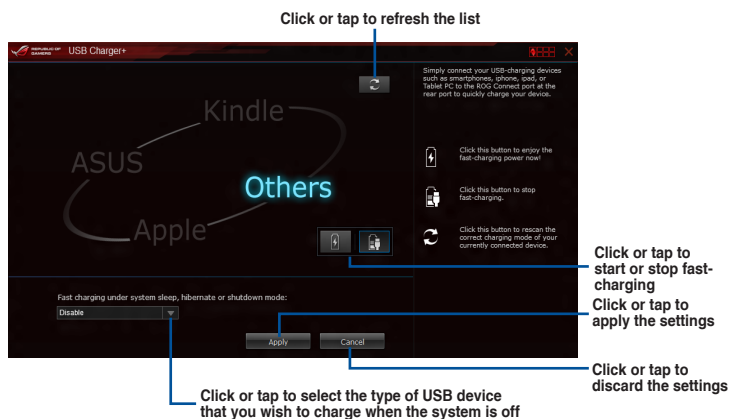 Click or tap to refresh the list
REPUBLIC OF
GAMERS
USB Charger+
Simply connect your USB-charging devices
such as smartphones, iphone, ipad, or
Tablet PC to the ROG Connect port at the
rear port to quickly charge your device.
Kindle
ASUS
Others
Apple
Click this button to enjoy the
fast-charging power now!
Click this button to stop
fast-charging.
Click this button to rescan the
correct charging mode of your
currently connected device.
Click or tap to
start or stop fast-
charging
Fast charging under system sleep, hibernate or shutdown mode:
Disable
Apply
Cancel
Click or tap to
apply the settings
Click or tap to
discard the settings
Click or tap to select the type of USB device
that you wish to charge when the system is off